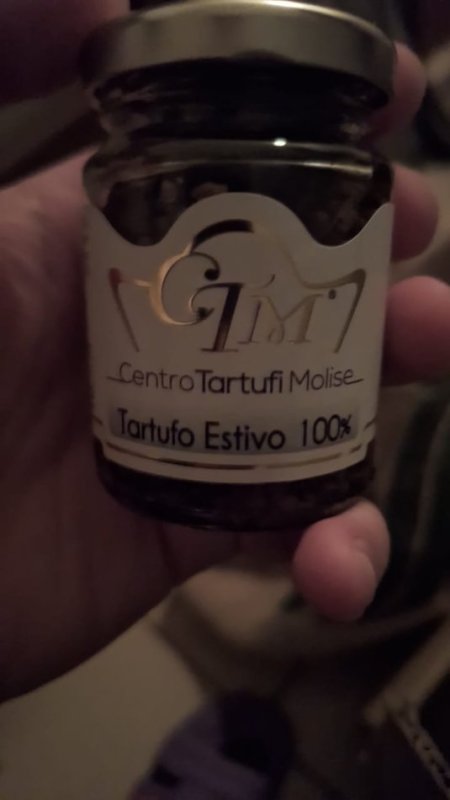 CTM®
Centro Tartufi Molise
Tartufo Estivo 100%